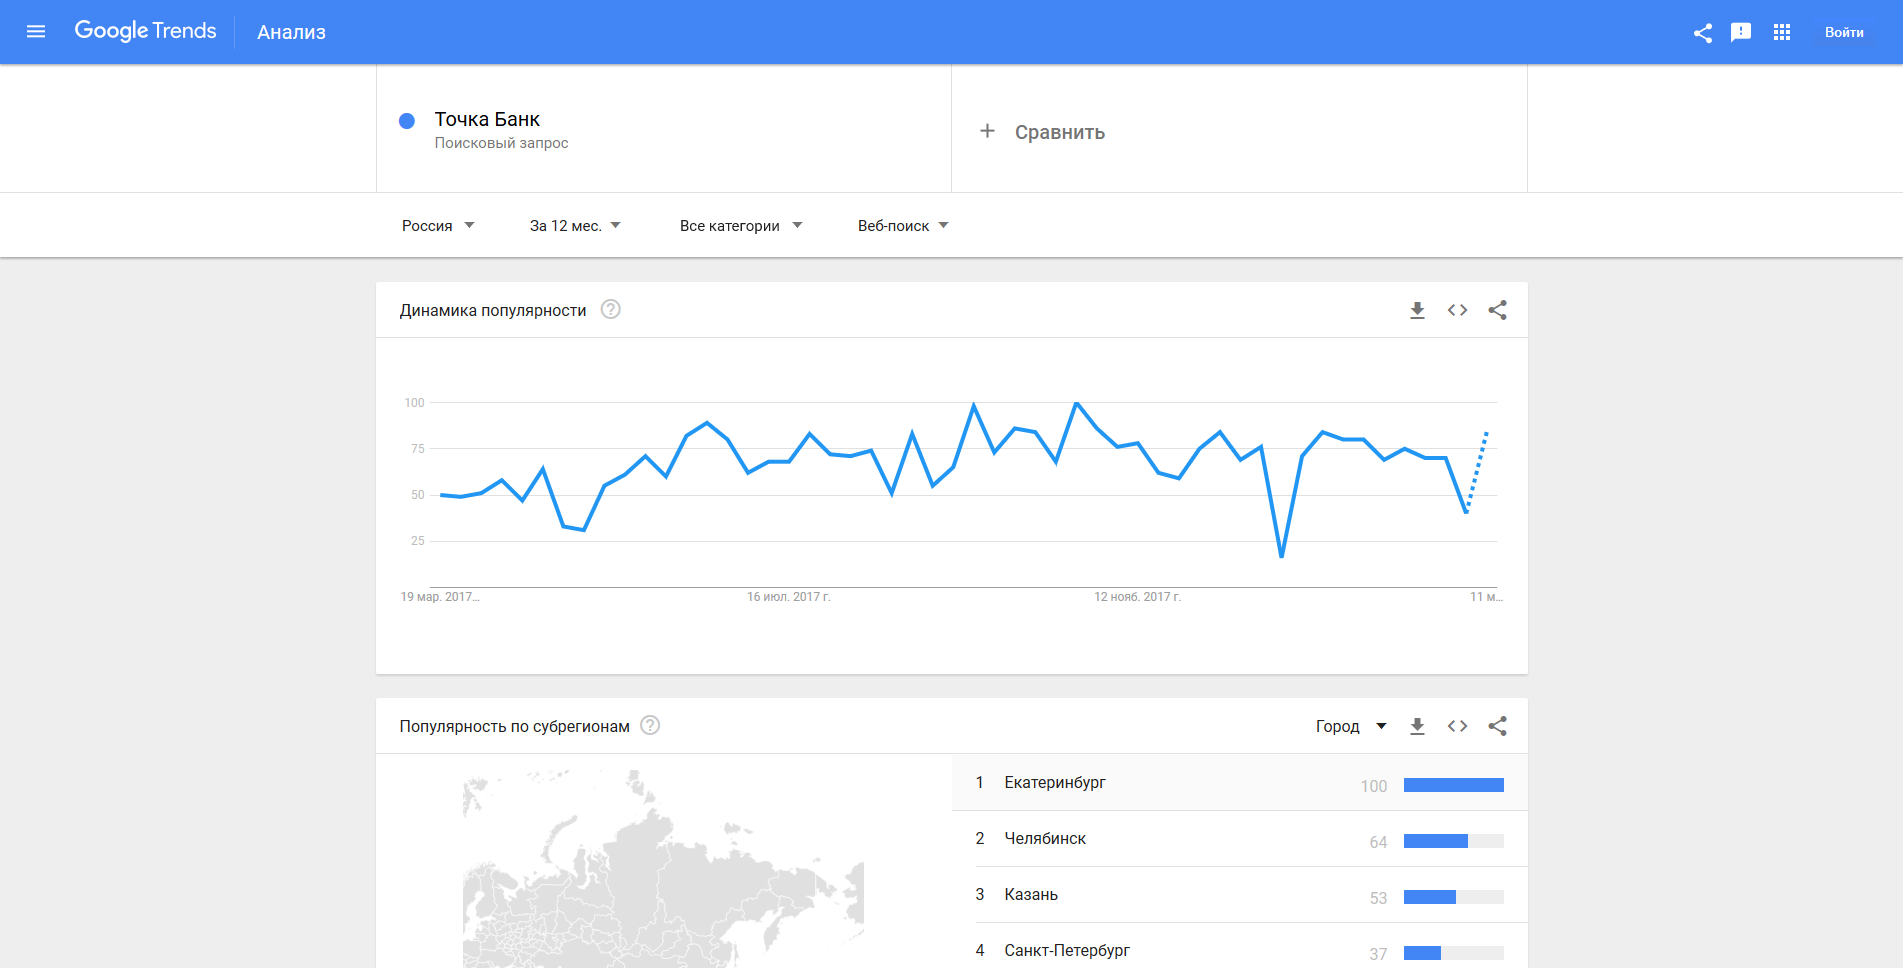 Google Trends
Анализ
Войти
Точка Банк
Поисковый запрос
+ Сравнить
Россия
За 12 мес.
Все категории
Веб-поиск
Динамика популярности
100
75
50
25
19 мар. 2017…
16 июл. 2017 г.
12 нояб. 2017 г.
11 м…
Популярность по субрегионам
Город
1 Екатеринбург 100
2 Челябинск 64
3 Казань 53
4 Санкт-Петербург 37